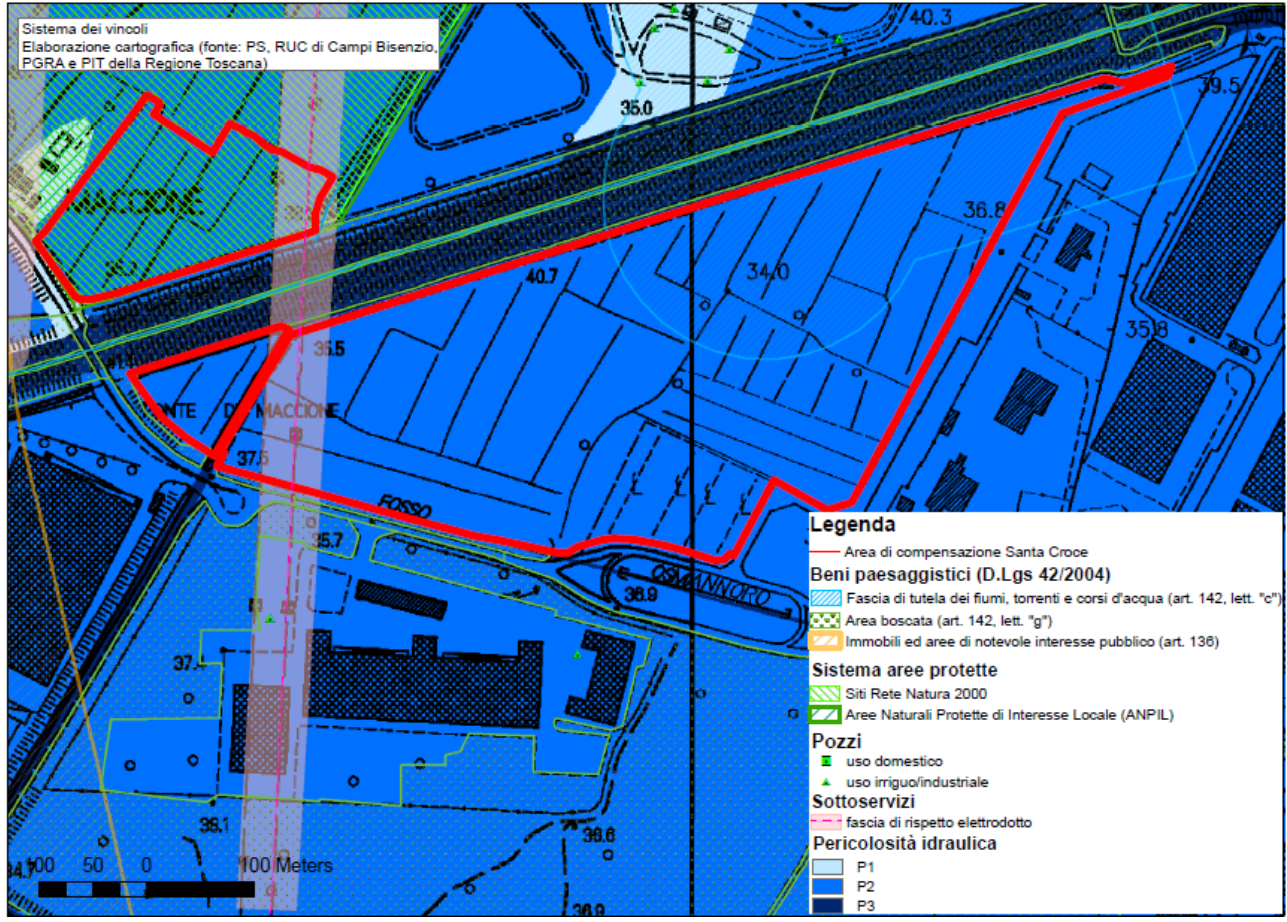 Sistema dei vincoli
Elaborazione cartografica (fonte: PS, RUC di Campi Bisenzio,
PGRA e PIT della Regione Toscana)
40.3
35.0
39.5
MACCIONE
36.8
34.0
40.7
35.8
35.5
PONTE DI MACCIONE
37.5
FOSSO
35.7
OSMANNORO
36.9
37.
38.1
36.6
34.7
36.9
100 50 0 100 Meters
Legenda
Area di compensazione Santa Croce
Beni paesaggistici (D.Lgs 42/2004)
Fascia di tutela dei fiumi, torrenti e corsi d'acqua (art. 142, lett. "c")
Area boscata (art. 142, lett. "g")
Immobili ed aree di notevole interesse pubblico (art. 136)
Sistema aree protette
Siti Rete Natura 2000
Aree Naturali Protette di Interesse Locale (ANPIL)
Pozzi
uso domestico
uso irriguo/industriale
Sottoservizi
fascia di rispetto elettrodotto
Pericolosità idraulica
P1
P2
P3